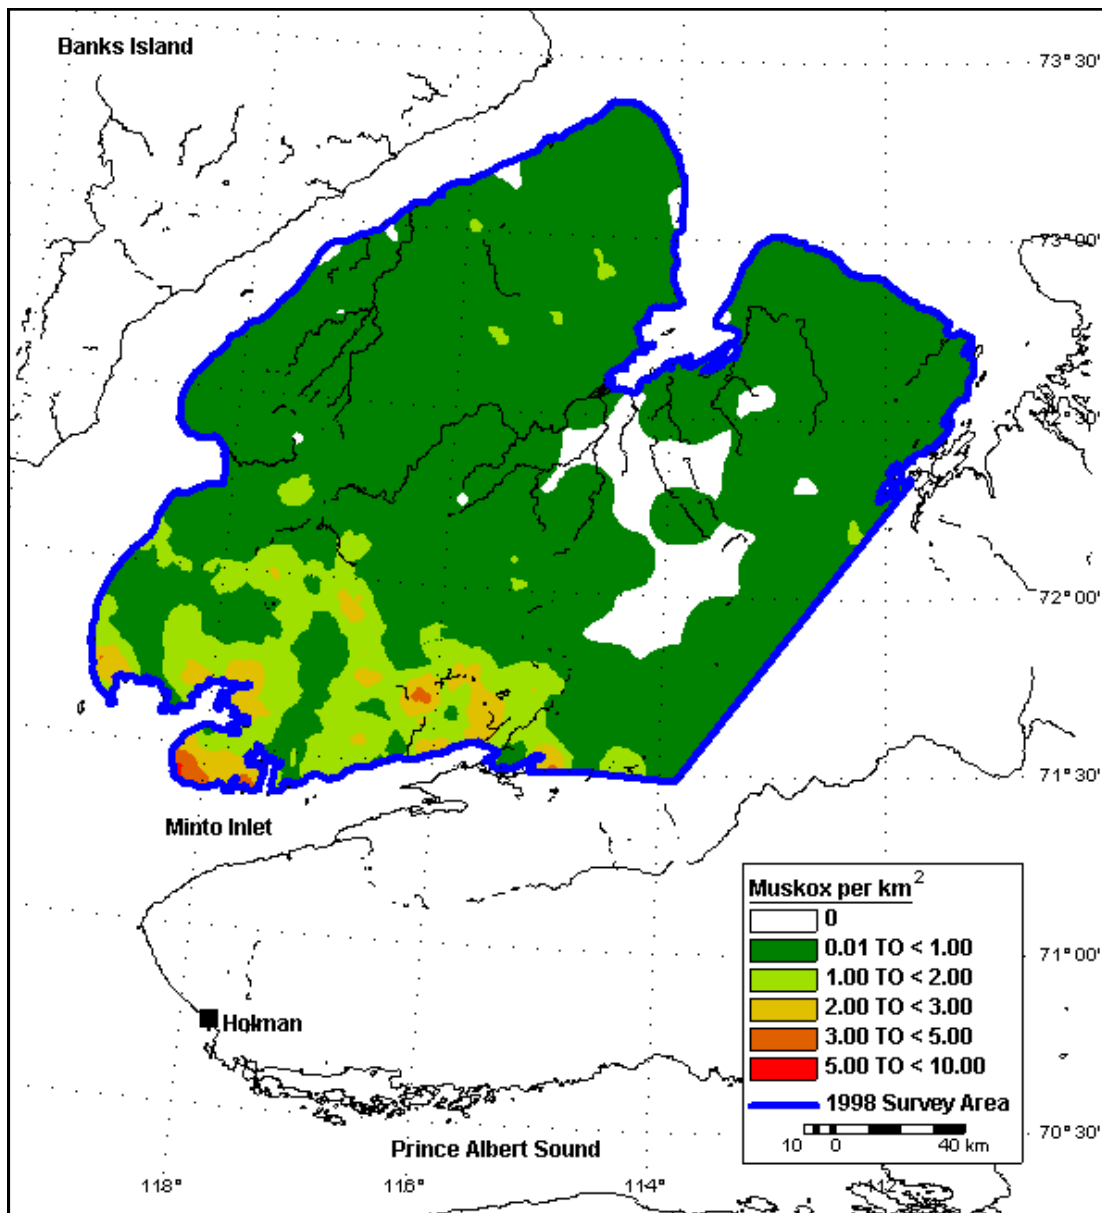 Banks Island
73°30'
73°00'
72°30'
72°00'
71°30'
Minto Inlet
Muskox per km2
0
0.01 TO < 1.00
1.00 TO < 2.00
2.00 TO < 3.00
3.00 TO < 5.00
5.00 TO < 10.00
1998 Survey Area
10 0 40 km
71°00'
Holman
70°30'
Prince Albert Sound
118° 116° 114° 112°